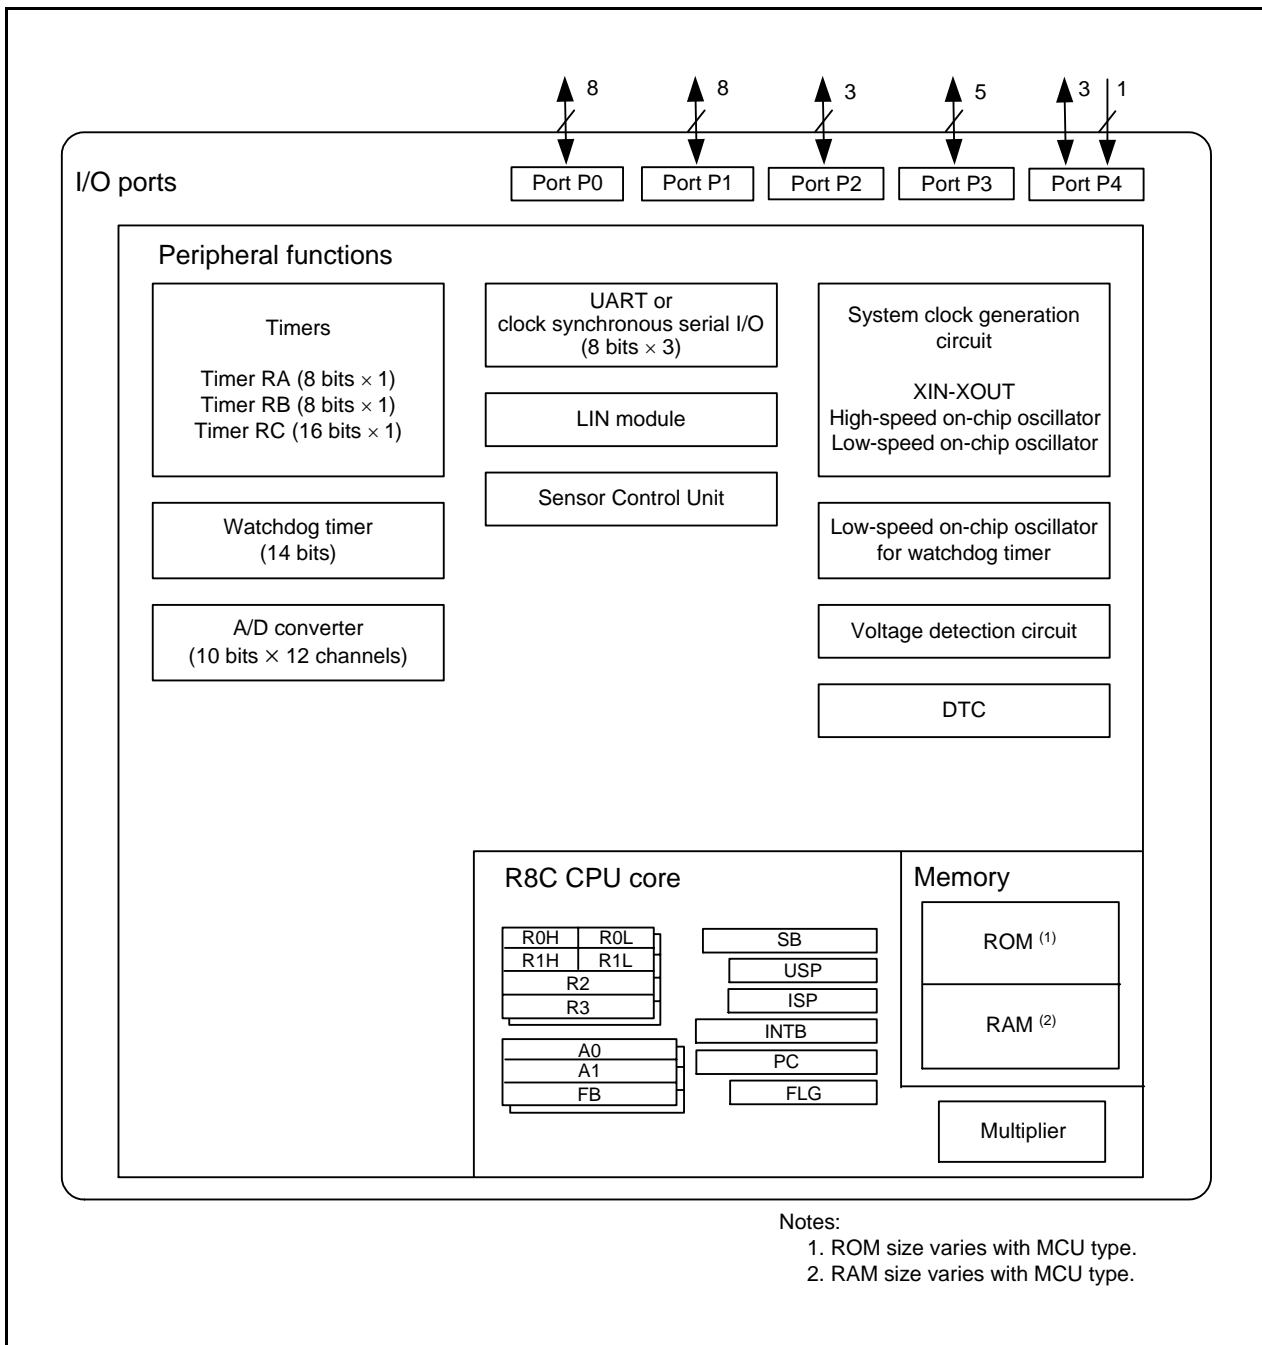 8 8 3 5 3 1
I/O ports
Port P0 Port P1 Port P2 Port P3 Port P4
Peripheral functions
Timers
Timer RA (8 bits × 1)
Timer RB (8 bits × 1)
Timer RC (16 bits × 1)
Watchdog timer
(14 bits)
A/D converter
(10 bits × 12 channels)
UART or
clock synchronous serial I/O
(8 bits × 3)
LIN module
Sensor Control Unit
System clock generation
circuit
XIN-XOUT
High-speed on-chip oscillator
Low-speed on-chip oscillator
Low-speed on-chip oscillator
for watchdog timer
Voltage detection circuit
DTC
R8C CPU core
R0H R0L
R1H R1L
R2
R3
A0
A1
FB
SB
USP
ISP
INTB
PC
FLG
Memory
ROM (1)
RAM (2)
Multiplier
Notes:
1. ROM size varies with MCU type.
2. RAM size varies with MCU type.